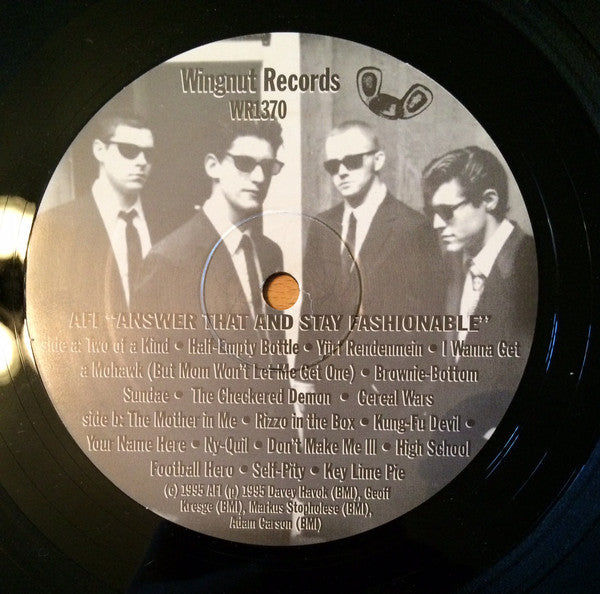 Wingnut Records
WR1370
AFI "ANSWER THAT AND STAY FASHIONABLE"
side a: Two of a Kind • Half-Empty Bottle • Yürf Rendenmein • I Wanna Get
a Mohawk (But Mom Won't Let Me Get One) • Brownie-Bottom
Sundae • The Checkered Demon • Cereal Wars
side b: The Mother in Me • Rizzo in the Box • Kung-Fu Devil •
Your Name Here • Ny-Quil • Don't Make Me Ill • High School
Football Hero • Self-Pity • Key Lime Pie
(c) 1995 AFI (p) 1995 Davey Havok (BMI), Geoff
Kresge (BMI), Markus Stopholese (BMI),
Adam Carson (BMI)